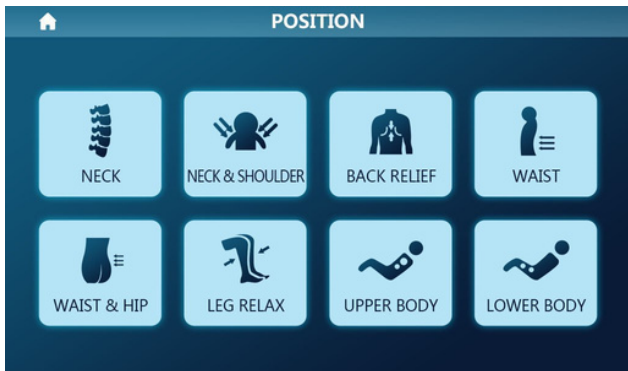 POSITION
NECK
NECK & SHOULDER
BACK RELIEF
WAIST
WAIST & HIP
LEG RELAX
UPPER BODY
LOWER BODY